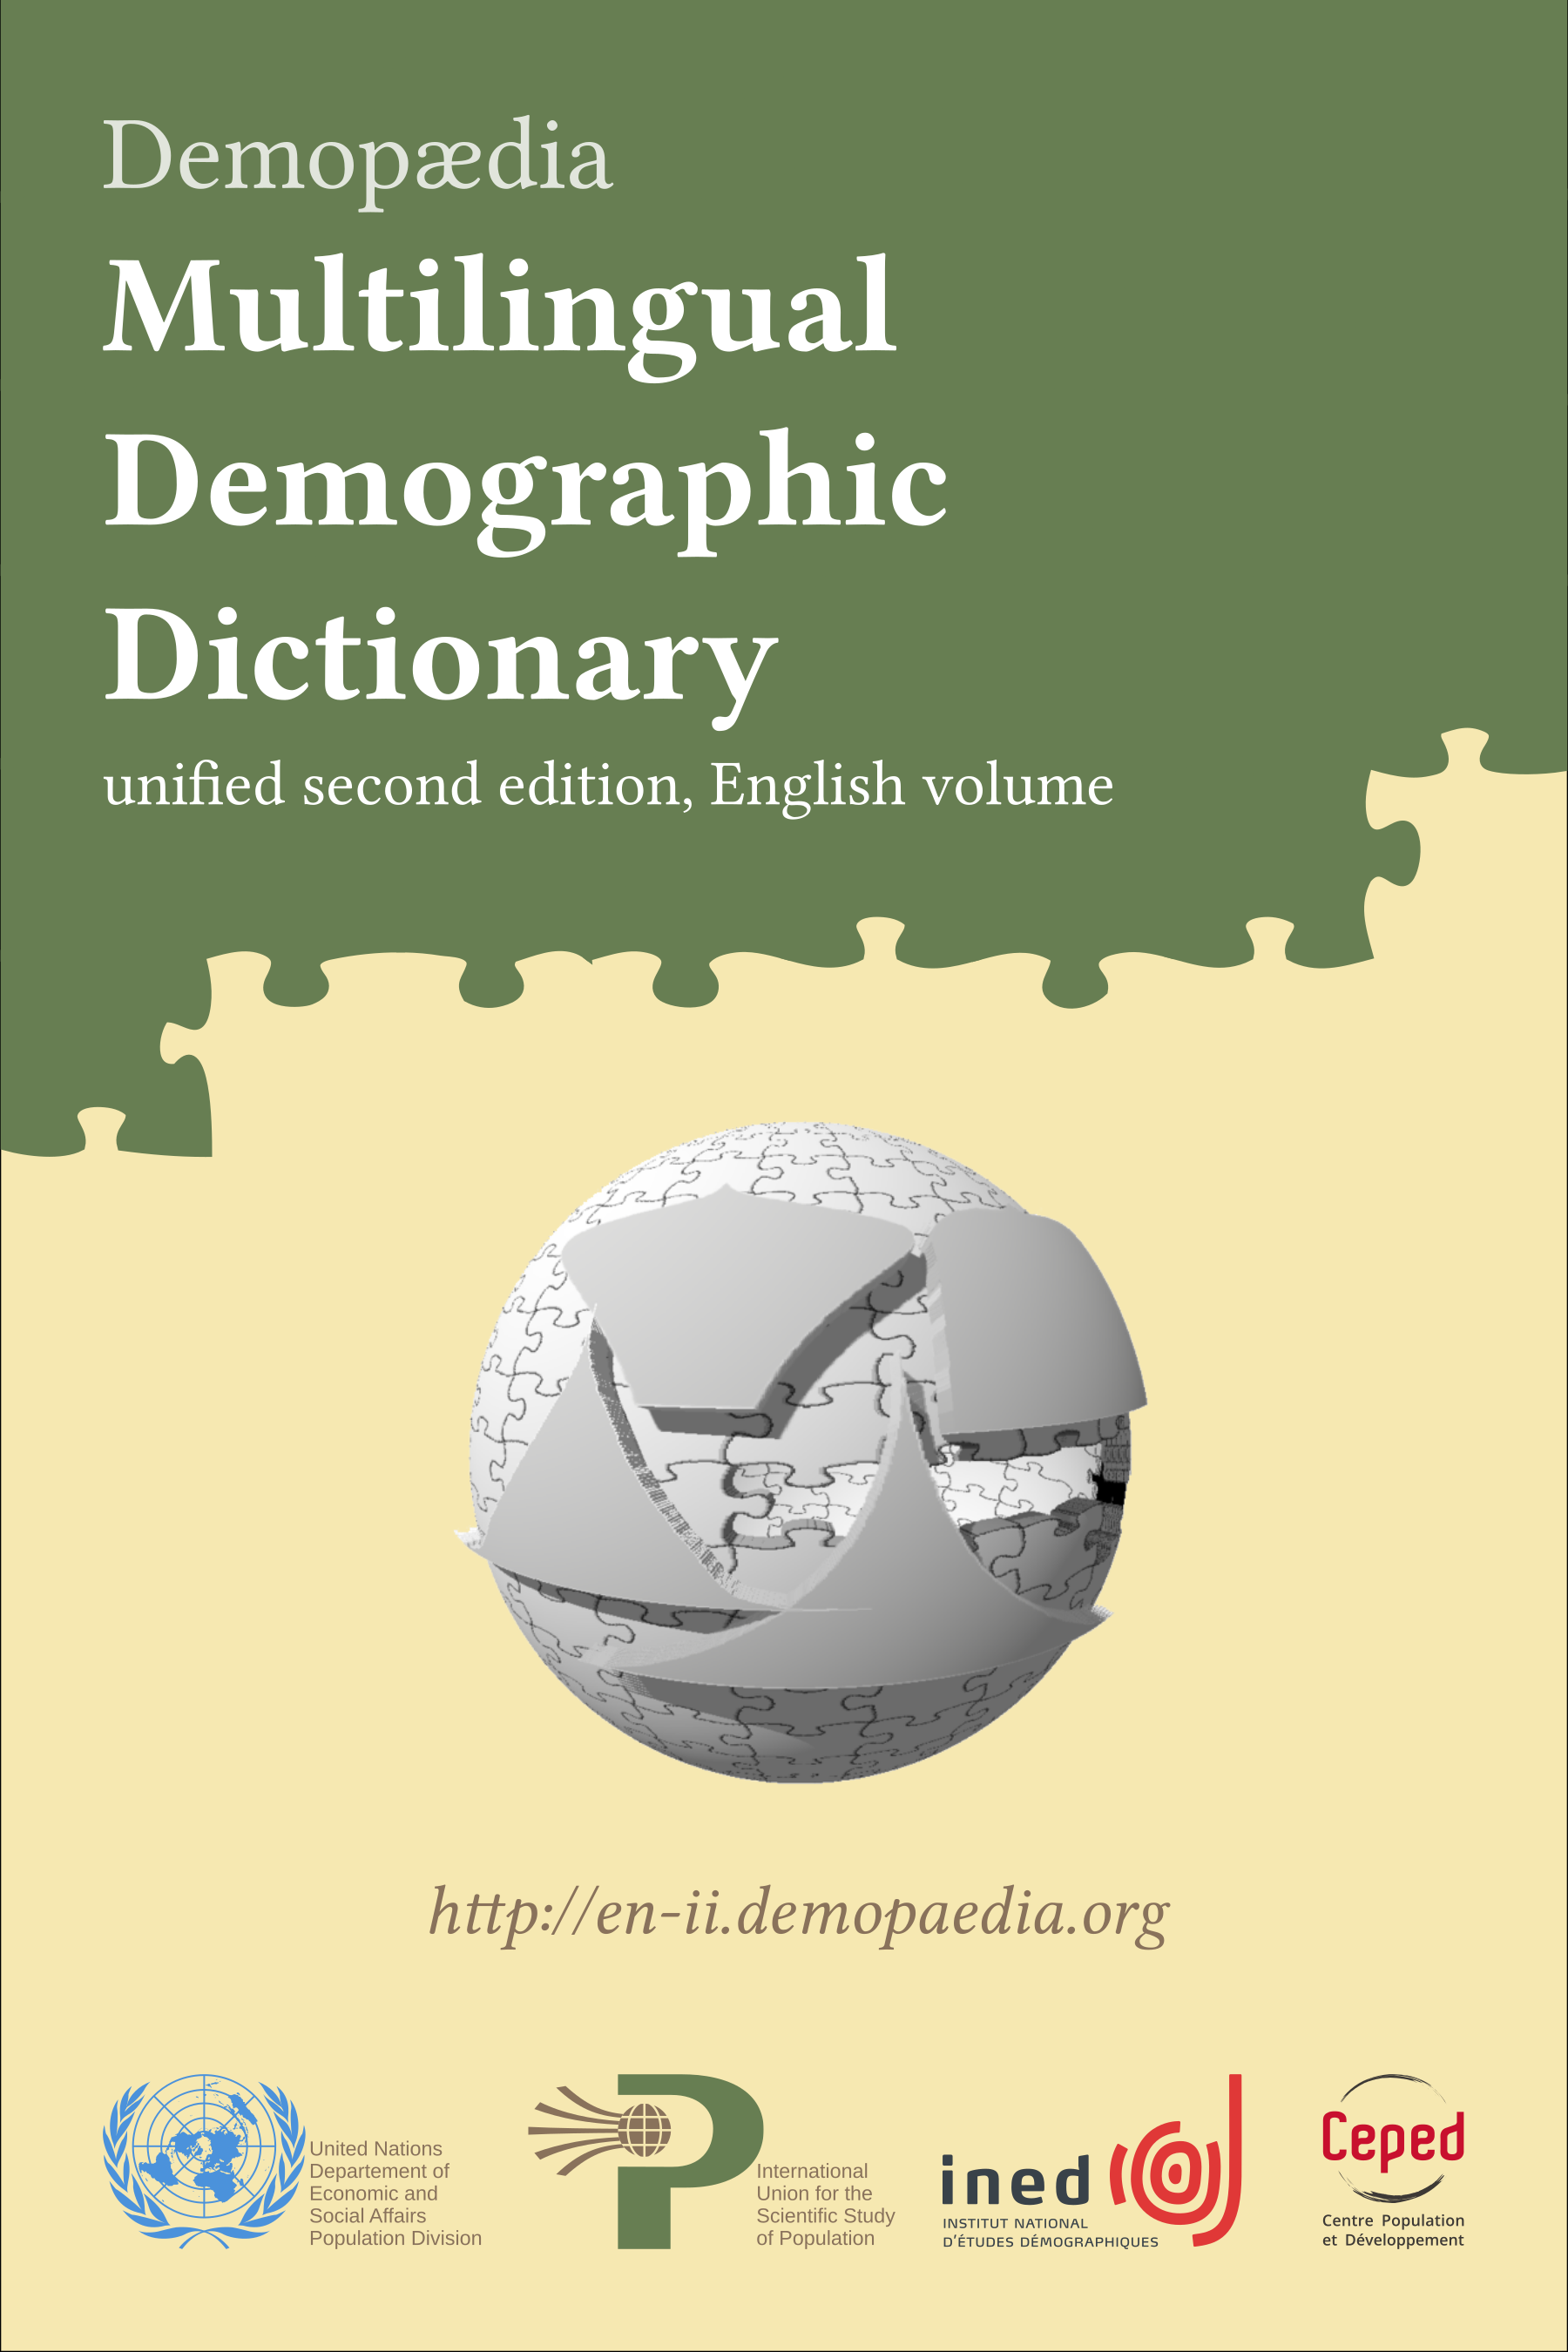 Demopædia
Multilingual
Demographic
Dictionary
unified second edition, English volume
http://en-ii.demopaedia.org
United Nations
Departement of
Economic and
Social Affairs
Population Division
P
International
Union for the
Scientific Study
of Population
ined
INSTITUT NATIONAL
D'ÉTUDES DÉMOGRAPHIQUES
Ceped
Centre Population
et Développement